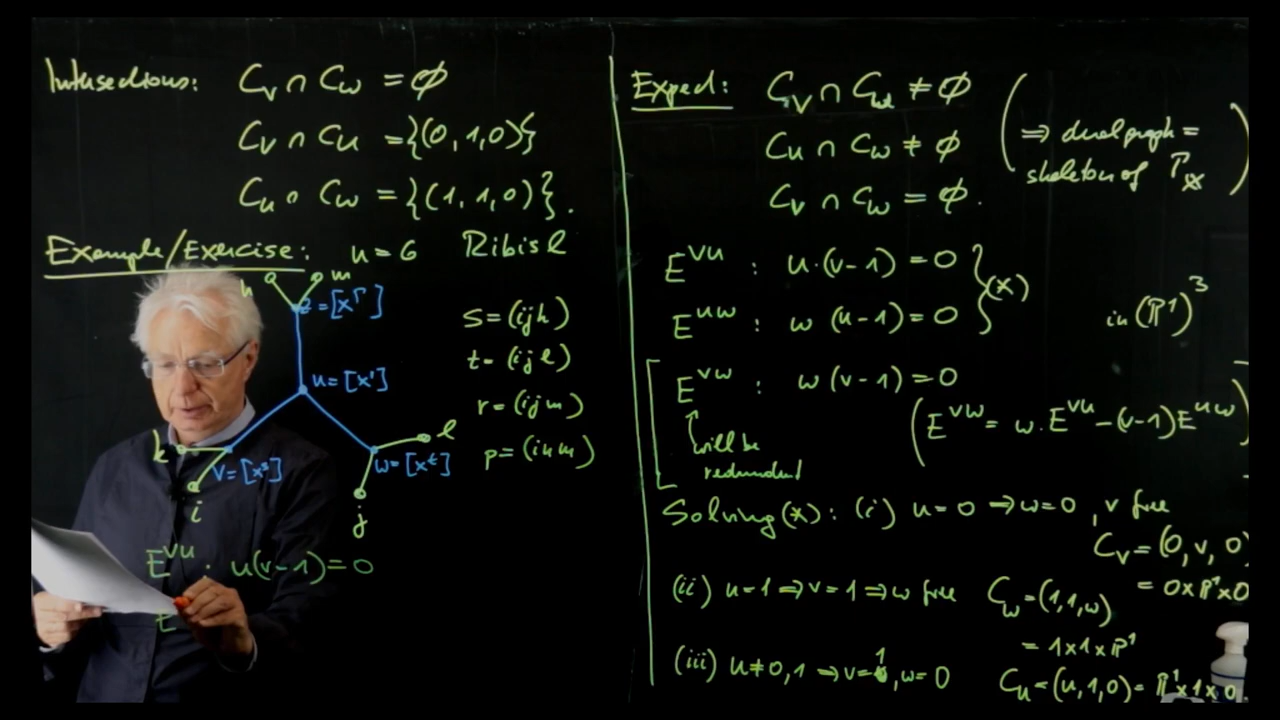 Intersections: C_v ∩ C_w = ∅
C_v ∩ C_u = {(0,1,0)}
C_u ∩ C_w = {(1,1,0)}.
Example/Exercise: n = 6 Ribisl
n m
z = [x^r]
u = [x^1]
k
v = [x^s]
i
l
w = [x^t]
j
s = (ijk)
t = (ijl)
r = (ijm)
p = (inm)
E^{vu} : u(v-1) = 0
E
Exped: C_v ∩ C_u ≠ ∅
C_u ∩ C_w ≠ ∅
C_v ∩ C_w = ∅.
( ⇒ dual graph =
skeleton of )
E^{vu} : u·(v-1) = 0
E^{uw} : w (u-1) = 0 } (x)
in (P^1)^3
[ E^{vw} : w(v-1) = 0
(E^{vw} = w·E^{vu} - (v-1)E^{uw})
↑ will be
redundant
Solving (x): (i) u = 0 ⇒ w = 0, v free
C_v = (0, v, 0)
= 0×P^1×0
(ii) u = 1 ⇒ v = 1 ⇒ w free C_w = (1,1,w)
= 1×1×P^1
(iii) u ≠ 0,1 ⇒ v = 1, w = 0 C_u = (u,1,0) = P^1×1×0.